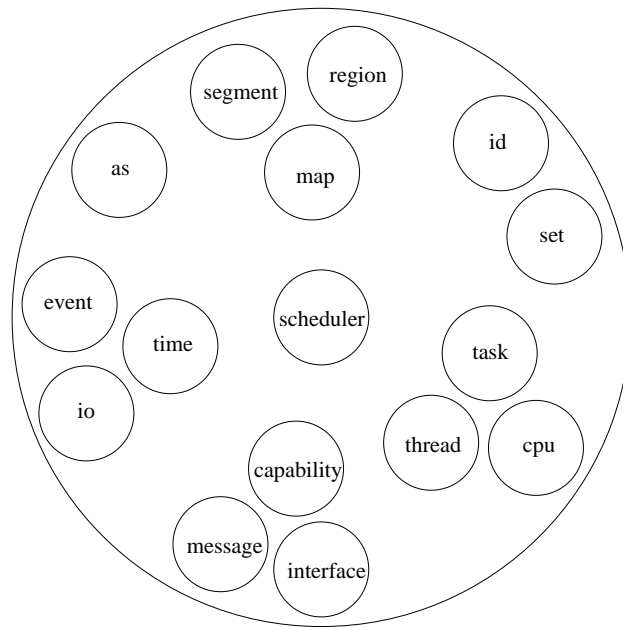 region
segment
id
as
map
set
event
scheduler
time
task
io
thread
cpu
capability
message
interface